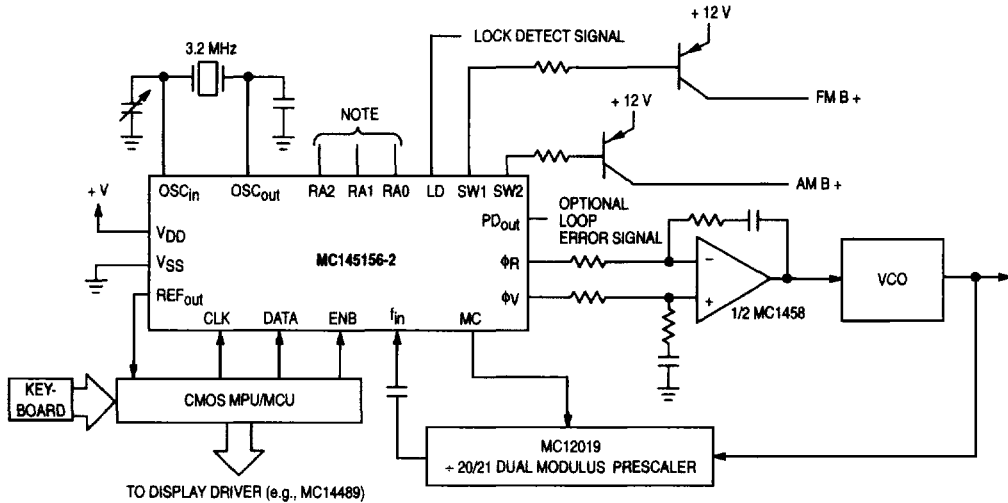 + 12 V
3.2 MHz
LOCK DETECT SIGNAL
FM B +
NOTE
+ 12 V
AM B +
+ V
OSCin
OSCout
RA2
RA1
RA0
LD
SW1
SW2
PDout
OPTIONAL
LOOP
ERROR SIGNAL
VDD
VSS
MC145156-2
ϕR
ϕV
REFout
CLK
DATA
ENB
fin
MC
–
+
1/2 MC1458
VCO
KEY-
BOARD
CMOS MPU/MCU
MC12019
÷ 20/21 DUAL MODULUS PRESCALER
TO DISPLAY DRIVER (e.g., MC14489)